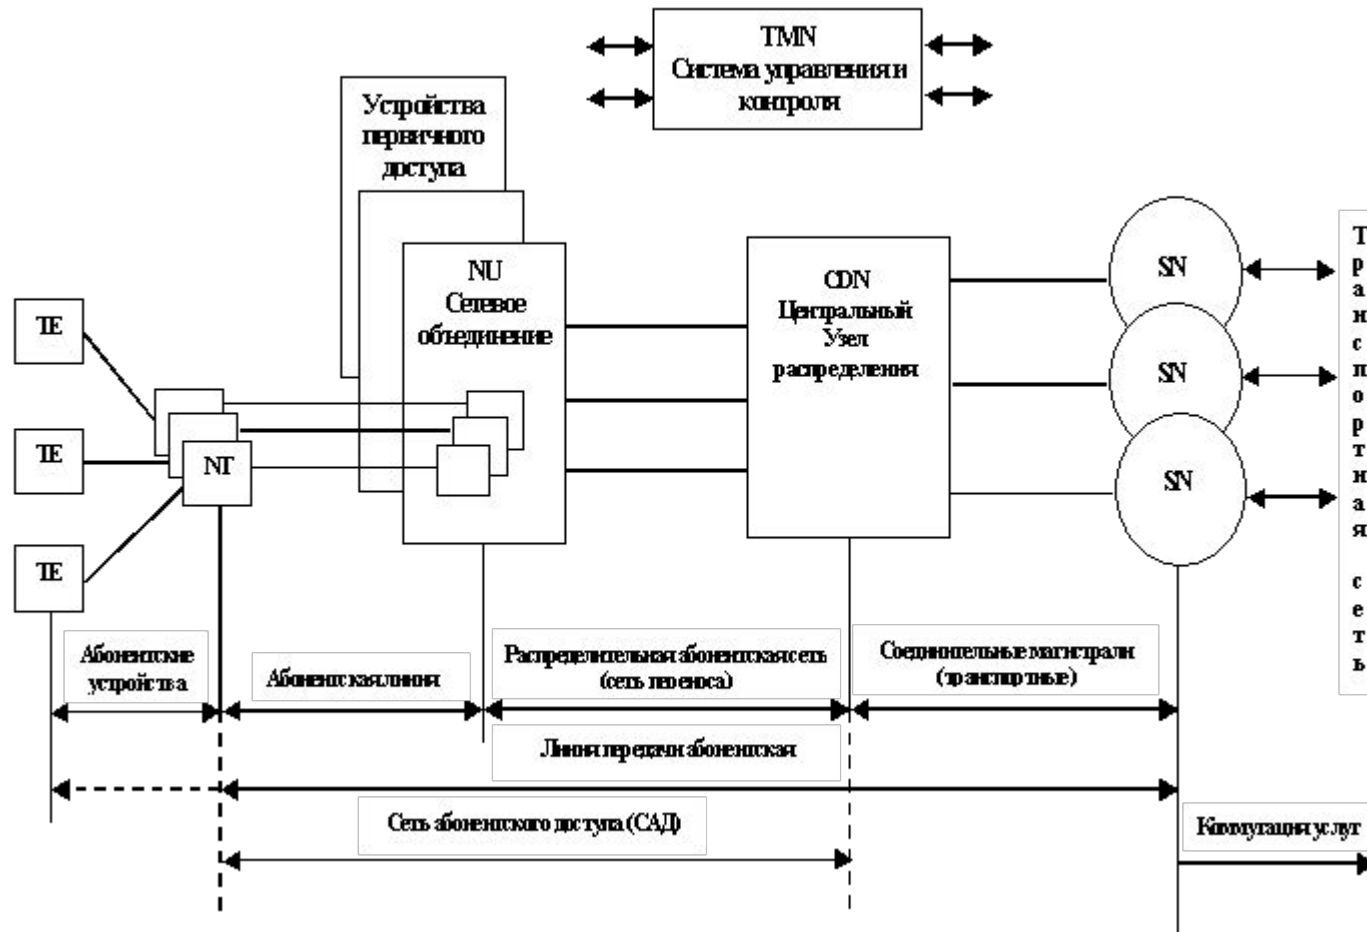 TMN
Система управления и
контроля
Устройства
первичного
доступа
NU
Сетевое
объединение
CDN
Центральный
Узел
распределения
SN
SN
SN
TE
TE
TE
NT
Транспортная
сеть
Абонентские
устройства
Абонентская линия
Распределительная абонентская сеть
(сеть переноса)
Соединительные магистрали
(транспортные)
Линия передачи абонентская
Сеть абонентского доступа (САД)
Коммутация услуг